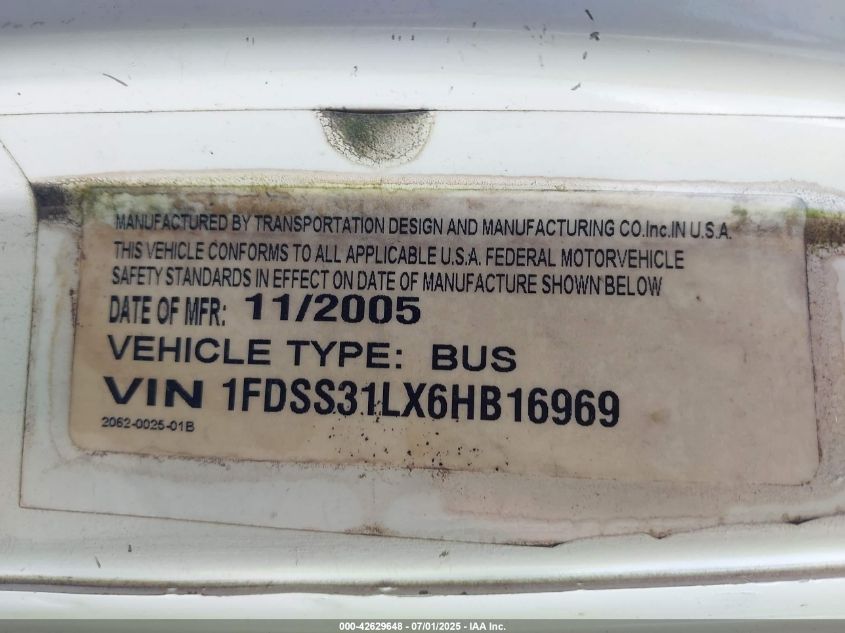 MANUFACTURED BY TRANSPORTATION DESIGN AND MANUFACTURING CO.Inc.IN U.S.A.
THIS VEHICLE CONFORMS TO ALL APPLICABLE U.S.A. FEDERAL MOTORVEHICLE
SAFETY STANDARDS IN EFFECT ON DATE OF MANUFACTURE SHOWN BELOW
DATE OF MFR: 11/2005
VEHICLE TYPE: BUS
VIN 1FDSS31LX6HB16969
2062-0025-01B
000-42629648 - 07/01/2025 - IAA Inc.